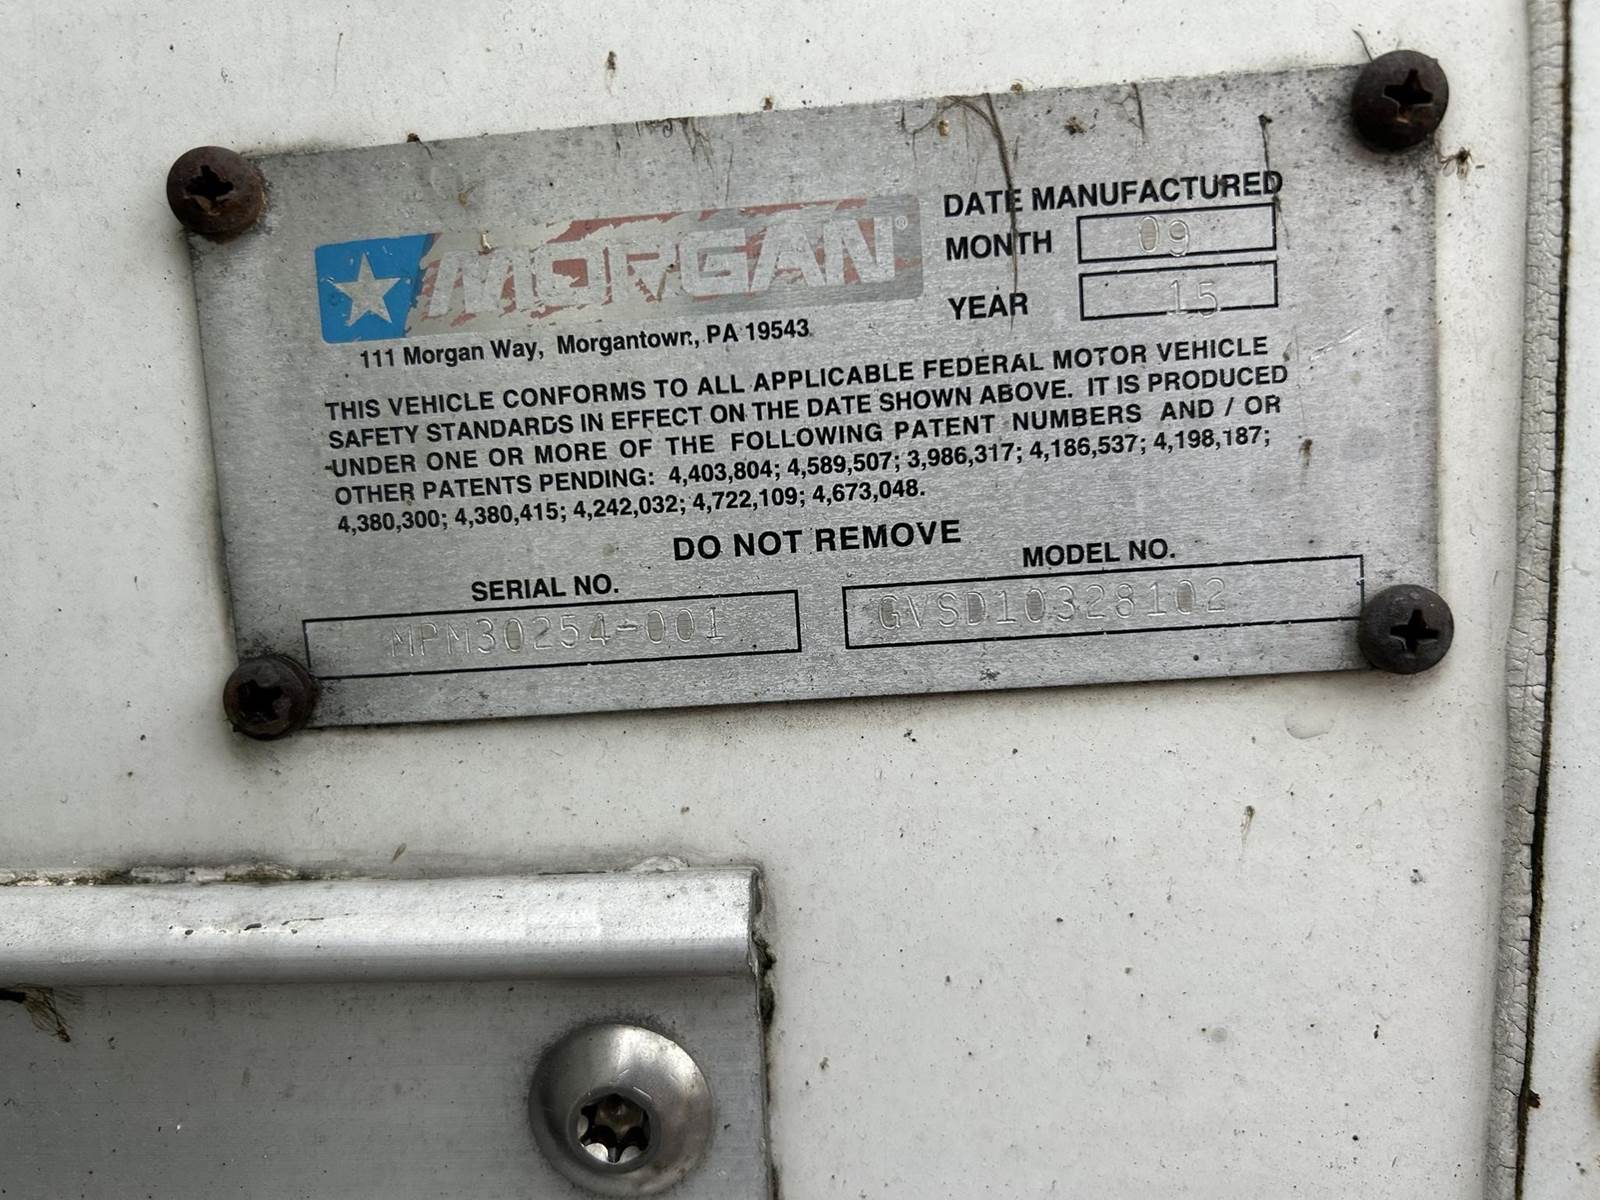 MORGAN®
111 Morgan Way, Morgantown, PA 19543
DATE MANUFACTURED
MONTH 09
YEAR 15
THIS VEHICLE CONFORMS TO ALL APPLICABLE FEDERAL MOTOR VEHICLE
SAFETY STANDARDS IN EFFECT ON THE DATE SHOWN ABOVE. IT IS PRODUCED
UNDER ONE OR MORE OF THE FOLLOWING PATENT NUMBERS AND / OR
OTHER PATENTS PENDING: 4,403,804; 4,589,507; 3,986,317; 4,186,537; 4,198,187;
4,380,300; 4,380,415; 4,242,032; 4,722,109; 4,673,048.
DO NOT REMOVE
SERIAL NO.
MPM30254-001
MODEL NO.
GVSD10328102